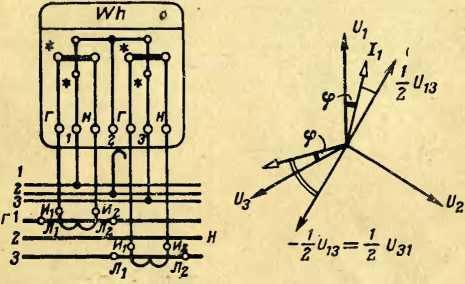 Wh
* *
* *
Г 1 И 2 Г 3 И
1
2
3
И₁ И₂
Г 1
Л₁ Л₂
2 И₁ И₂ Н
3
Л₁ Л₂
U₁
I₁
½ U₁₃
φ
φ
U₃
U₂
-½ U₁₃ = ½ U₃₁